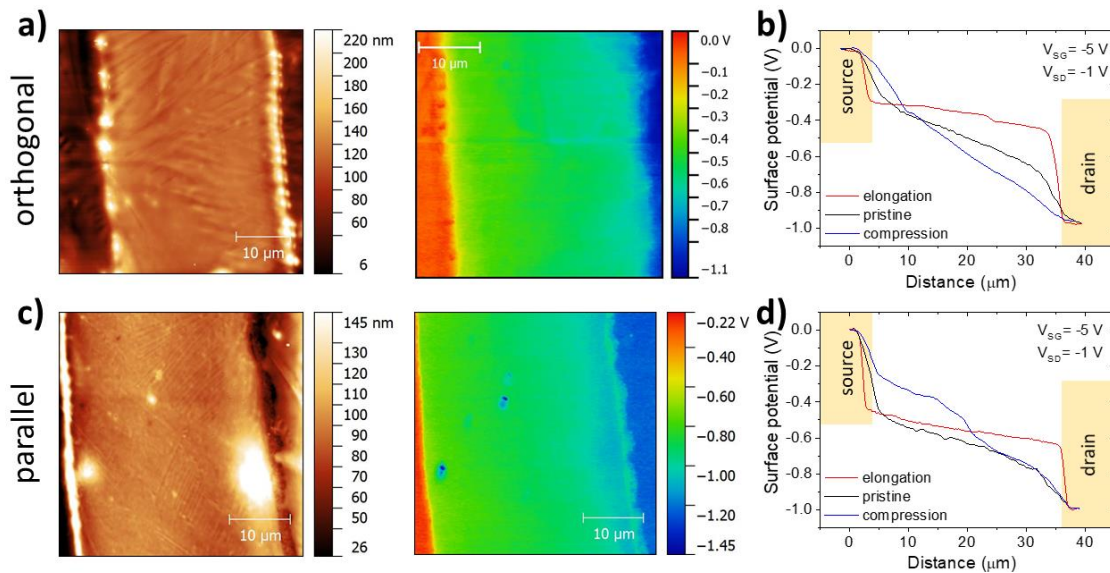 a)
orthogonal
10 µm
220 nm
200
180
160
140
120
100
80
60
6
10 µm
0.0 V
−0.1
−0.2
−0.3
−0.4
−0.5
−0.6
−0.7
−0.8
−1.1
b)
Surface potential (V)
0.0
-0.2
-0.4
-0.6
-0.8
-1.0
source
V_SG= -5 V
V_SD= -1 V
elongation
pristine
compression
drain
0 10 20 30 40
Distance (µm)
c)
parallel
10 µm
145 nm
120
110
100
90
80
70
60
50
26
10 µm
−0.22 V
−0.40
−0.60
−0.80
−1.00
−1.20
−1.45
d)
Surface potential (V)
0.0
-0.2
-0.4
-0.6
-0.8
-1.0
source
V_SG= -5 V
V_SD= -1 V
elongation
pristine
compression
drain
0 10 20 30 40
Distance (µm)